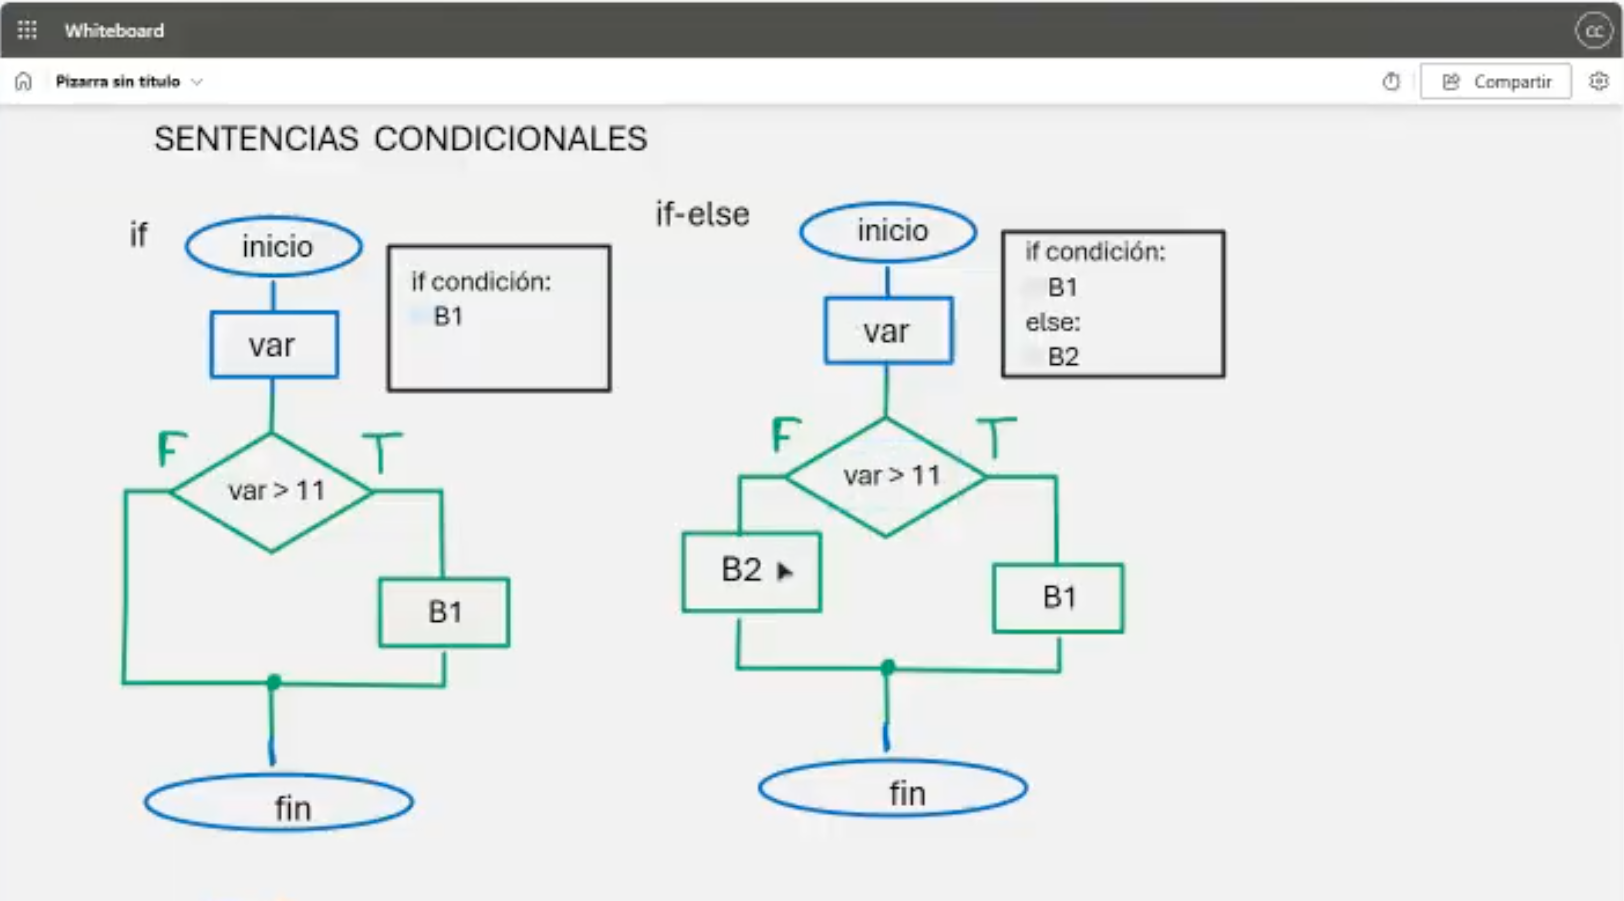 Whiteboard
CC
Pizarra sin título
Compartir
SENTENCIAS CONDICIONALES
if
inicio
if condición:
B1
var
F
T
var > 11
B1
fin
if-else
inicio
if condición:
B1
else:
B2
var
F
T
var > 11
B2
B1
fin